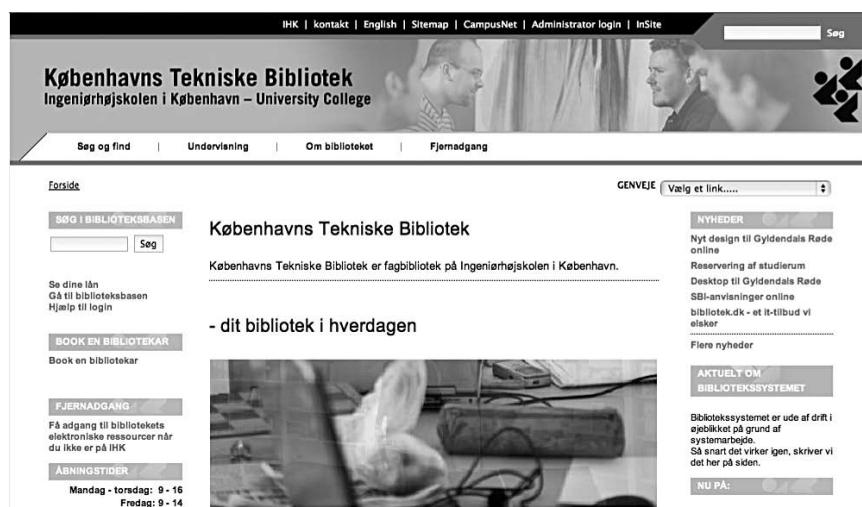 IHK | kontakt | English | Sitemap | CampusNet | Administrator login | InSite
Søg
Københavns Tekniske Bibliotek
Ingeniørhøjskolen i København – University College
Søg og find | Undervisning | Om biblioteket | Fjernadgang
Forside
GENVEJE Vælg et link.....
SØG I BIBLIOTEKSBASEN
Søg
Se dine lån
Gå til biblioteksbasen
Hjælp til login
BOOK EN BIBLIOTEKAR
Book en bibliotekar
FJERNADGANG
Få adgang til bibliotekets
elektroniske ressourcer når
du ikke er på IHK
ÅBNINGSTIDER
Mandag - torsdag: 9 - 16
Fredag: 9 - 14
Københavns Tekniske Bibliotek
Københavns Tekniske Bibliotek er fagbibliotek på Ingeniørhøjskolen i København.
- dit bibliotek i hverdagen
NYHEDER
Nyt design til Gyldendals Røde
online
Reservering af studierum
Desktop til Gyldendals Røde
SBI-anvisninger online
bibliotek.dk - et it-tilbud vi
elsker
Flere nyheder
AKTUELT OM
BIBLIOTEKSSYSTEMET
Bibliotekssystemet er ude af drift i
øjeblikket på grund af
systemarbejde.
Så snart det virker igen, skriver vi
det her på siden.
NU PÅ: